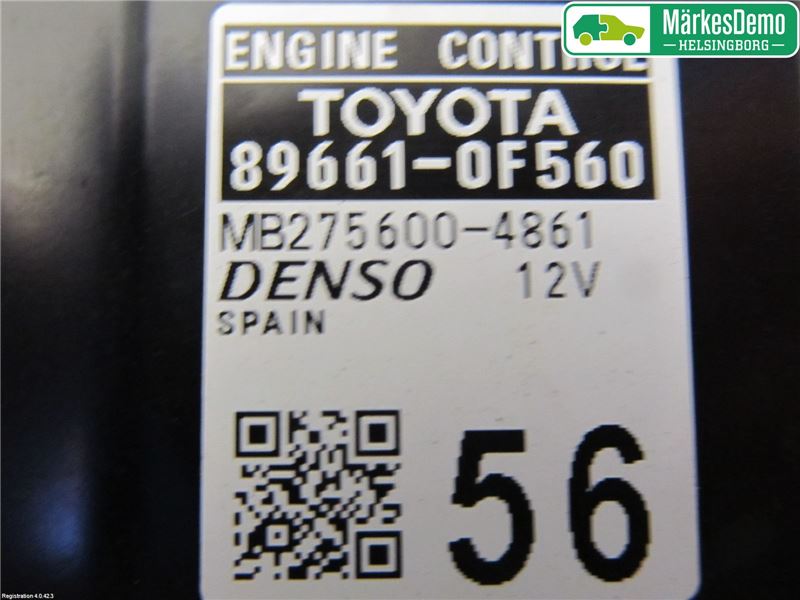 MärkesDemo
HELSINGBORG
ENGINE CONTROL
TOYOTA
89661-0F560
MB275600-4861
DENSO 12V
SPAIN
56
Registration 4.0.42.3